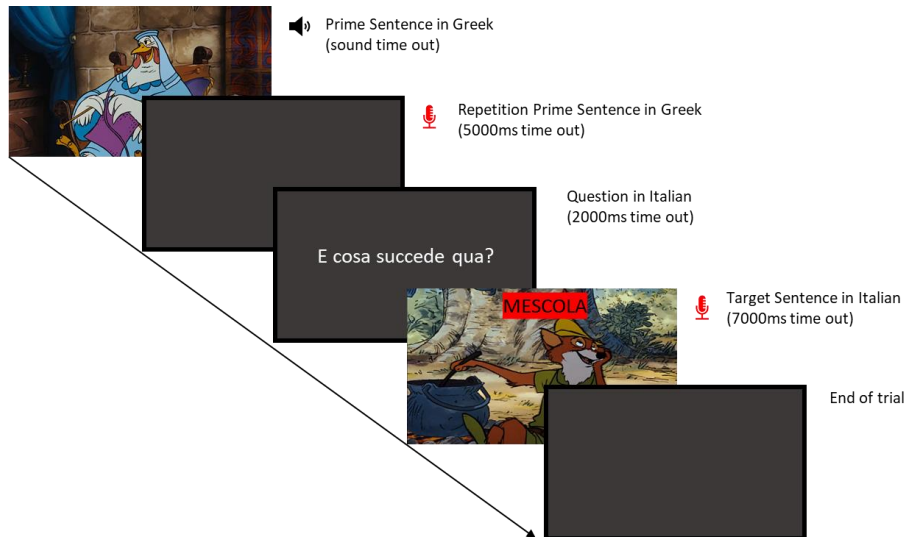 Prime Sentence in Greek
(sound time out)
Repetition Prime Sentence in Greek
(5000ms time out)
Question in Italian
(2000ms time out)
E cosa succede qua?
MESCOLA
Target Sentence in Italian
(7000ms time out)
End of trial